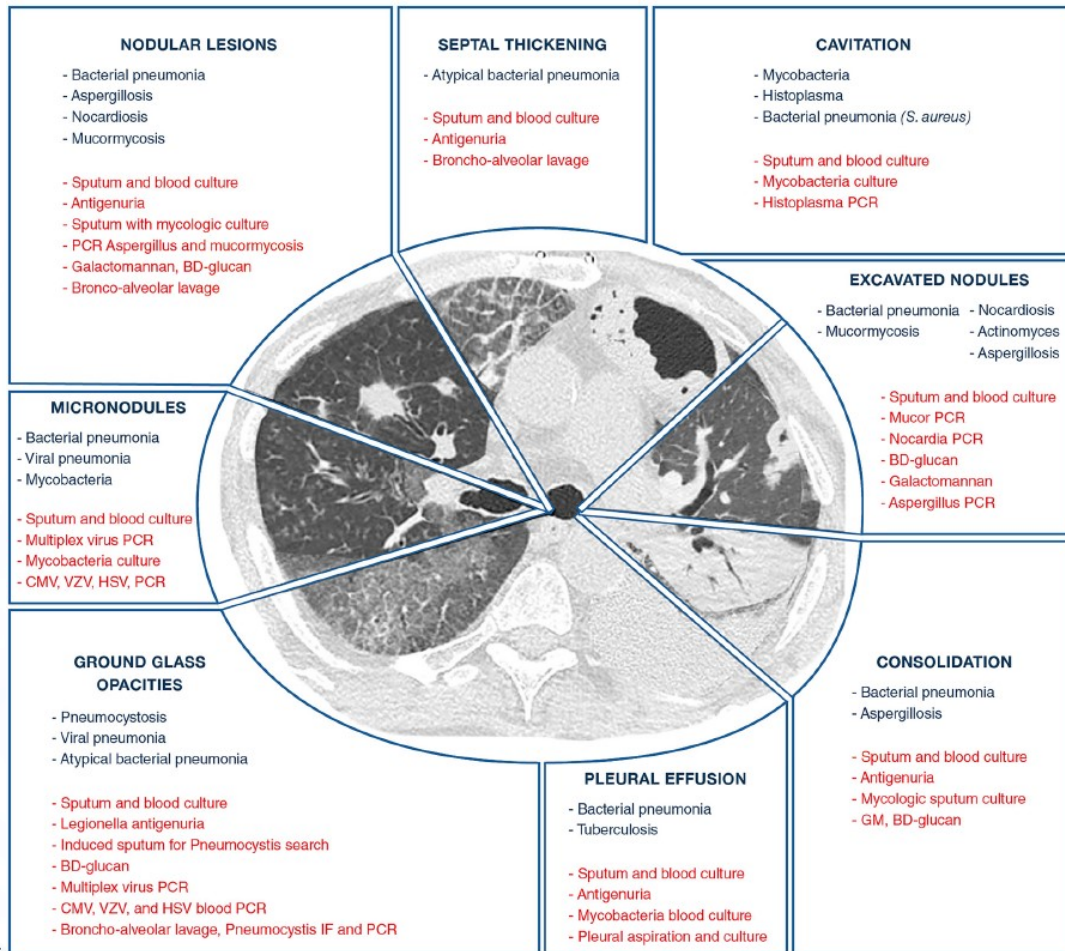 NODULAR LESIONS
- Bacterial pneumonia
- Aspergillosis
- Nocardiosis
- Mucormycosis
- Sputum and blood culture
- Antigenuria
- Sputum with mycologic culture
- PCR Aspergillus and mucormycosis
- Galactomannan, BD-glucan
- Bronco-alveolar lavage
SEPTAL THICKENING
- Atypical bacterial pneumonia
- Sputum and blood culture
- Antigenuria
- Broncho-alveolar lavage
CAVITATION
- Mycobacteria
- Histoplasma
- Bacterial pneumonia (S. aureus)
- Sputum and blood culture
- Mycobacteria culture
- Histoplasma PCR
EXCAVATED NODULES
- Bacterial pneumonia - Nocardiosis
- Mucormycosis - Actinomyces
- Aspergillosis
- Sputum and blood culture
- Mucor PCR
- Nocardia PCR
- BD-glucan
- Galactomannan
- Aspergillus PCR
MICRONODULES
- Bacterial pneumonia
- Viral pneumonia
- Mycobacteria
- Sputum and blood culture
- Multiplex virus PCR
- Mycobacteria culture
- CMV, VZV, HSV, PCR
GROUND GLASS
OPACITIES
- Pneumocystosis
- Viral pneumonia
- Atypical bacterial pneumonia
- Sputum and blood culture
- Legionella antigenuria
- Induced sputum for Pneumocystis search
- BD-glucan
- Multiplex virus PCR
- CMV, VZV, and HSV blood PCR
- Broncho-alveolar lavage, Pneumocystis IF and PCR
PLEURAL EFFUSION
- Bacterial pneumonia
- Tuberculosis
- Sputum and blood culture
- Antigenuria
- Mycobacteria blood culture
- Pleural aspiration and culture
CONSOLIDATION
- Bacterial pneumonia
- Aspergillosis
- Sputum and blood culture
- Antigenuria
- Mycologic sputum culture
- GM, BD-glucan